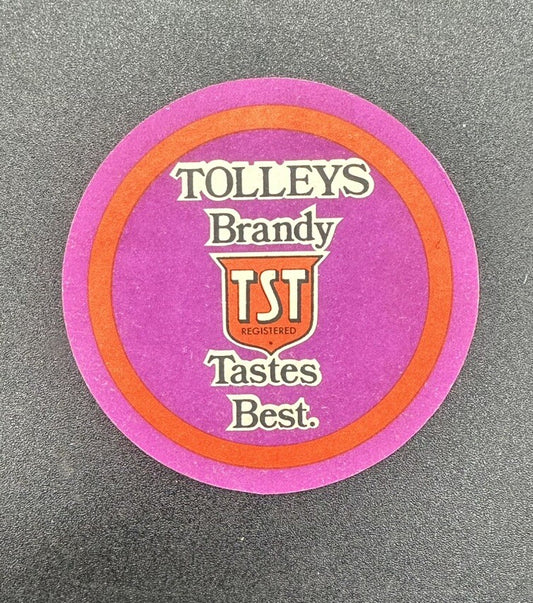 TOLLEYS
Brandy
TST
REGISTERED
Tastes
Best.